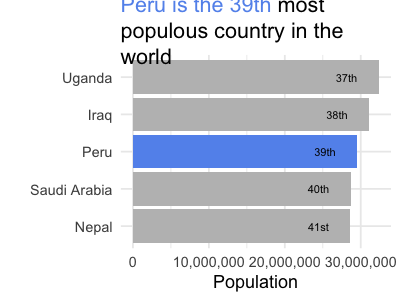 Peru is the 39th most
populous country in the
world
Uganda 37th
Iraq 38th
Peru 39th
Saudi Arabia 40th
Nepal 41st
0 10,000,000 20,000,000 30,000,000
Population